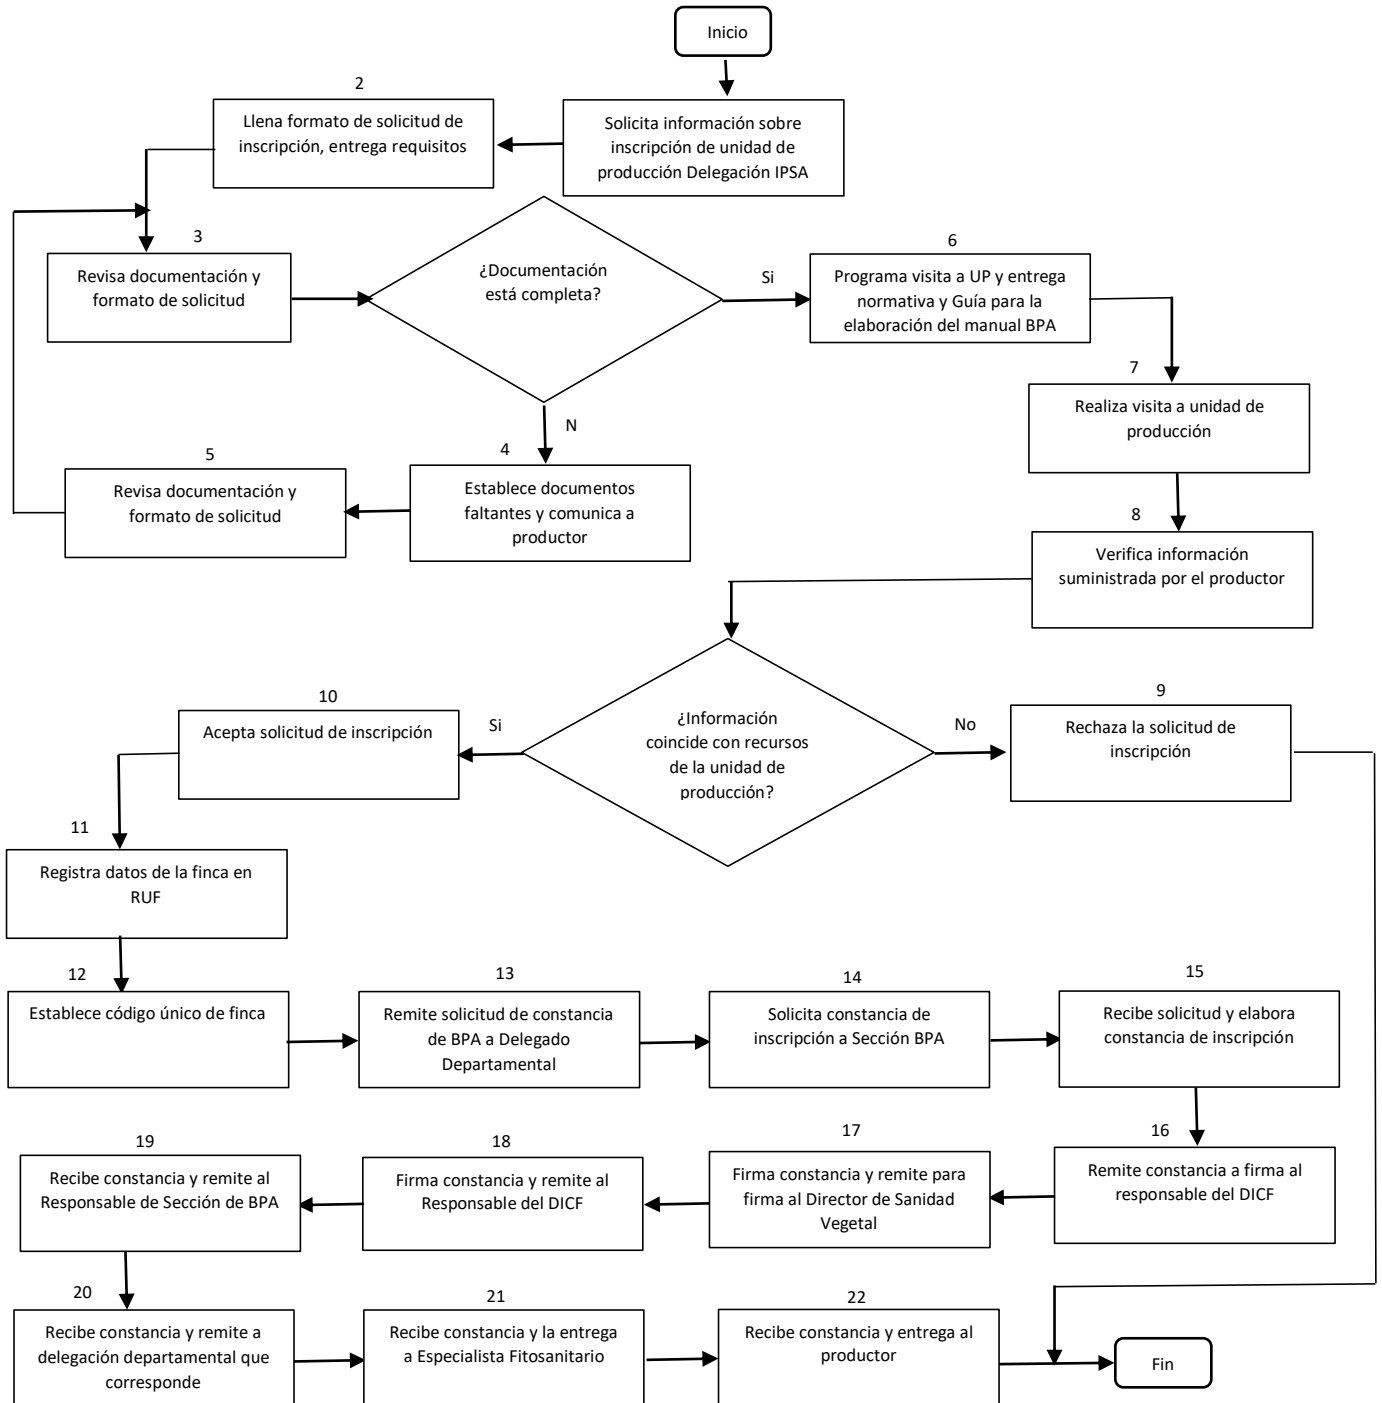 Inicio
2
Llena formato de solicitud de
inscripción, entrega requisitos
Solicita información sobre
inscripción de unidad de
producción Delegación IPSA
3
Revisa documentación y
formato de solicitud
¿Documentación
está completa?
Si
6
Programa visita a UP y entrega
normativa y Guía para la
elaboración del manual BPA
7
Realiza visita a unidad de
producción
N
4
Establece documentos
faltantes y comunica a
productor
5
Revisa documentación y
formato de solicitud
8
Verifica información
suministrada por el productor
¿Información
coincide con recursos
de la unidad de
producción?
No
9
Rechaza la solicitud de
inscripción
Si
10
Acepta solicitud de inscripción
11
Registra datos de la finca en
RUF
12
Establece código único de finca
13
Remite solicitud de constancia
de BPA a Delegado
Departamental
14
Solicita constancia de
inscripción a Sección BPA
15
Recibe solicitud y elabora
constancia de inscripción
16
Remite constancia a firma al
responsable del DICF
17
Firma constancia y remite para
firma al Director de Sanidad
Vegetal
18
Firma constancia y remite al
Responsable del DICF
19
Recibe constancia y remite al
Responsable de Sección de BPA
20
Recibe constancia y remite a
delegación departamental que
corresponde
21
Recibe constancia y la entrega
a Especialista Fitosanitario
22
Recibe constancia y entrega al
productor
Fin